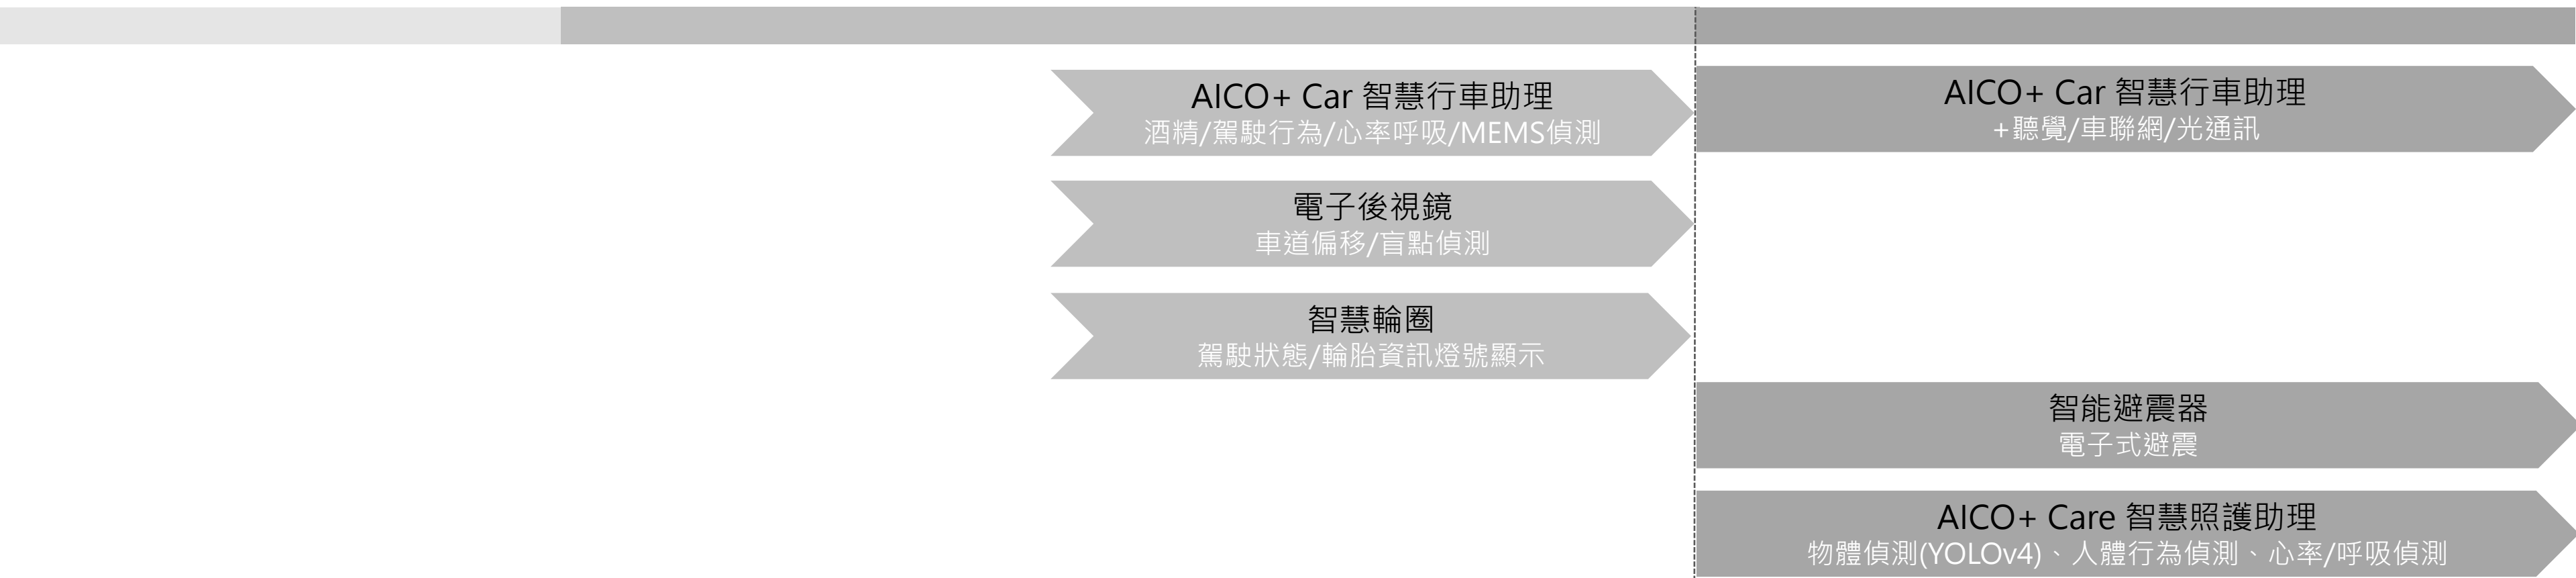 AICO+ Car 智慧行車助理
酒精/駕駛行為/心率呼吸/MEMS偵測
AICO+ Car 智慧行車助理
+聽覺/車聯網/光通訊
電子後視鏡
車道偏移/盲點偵測
智慧輪圈
駕駛狀態/輪胎資訊燈號顯示
智能避震器
電子式避震
AICO+ Care 智慧照護助理
物體偵測(YOLOv4)、人體行為偵測、心率/呼吸偵測